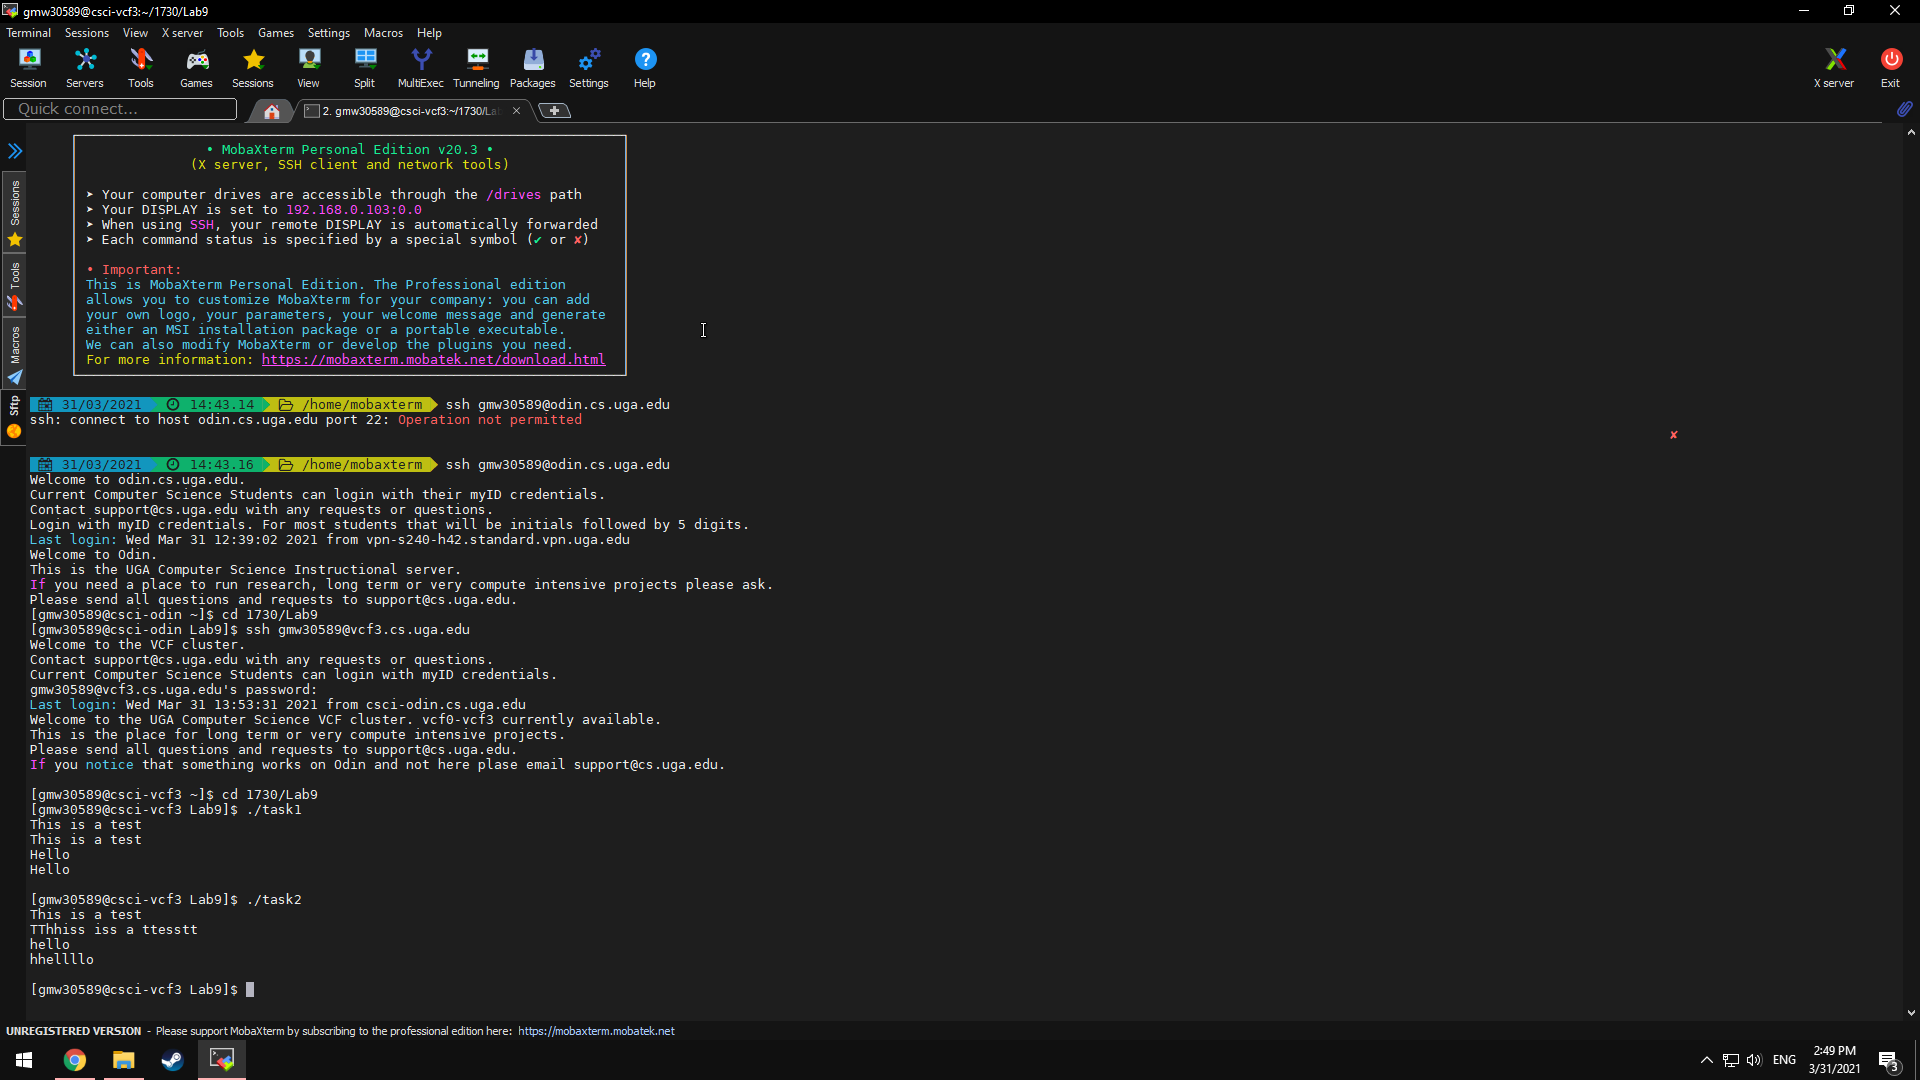 gmw30589@csci-vcf3:~/1730/Lab9
Terminal Sessions View X server Tools Games Settings Macros Help
Session Servers Tools Games Sessions View Split MultiExec Tunneling Packages Settings Help X server Exit
Quick connect...
2. gmw30589@csci-vcf3:~/1730/La
Sessions
Tools
Macros
Sftp
• MobaXterm Personal Edition v20.3 •
(X server, SSH client and network tools)
➤ Your computer drives are accessible through the /drives path
➤ Your DISPLAY is set to 192.168.0.103:0.0
➤ When using SSH, your remote DISPLAY is automatically forwarded
➤ Each command status is specified by a special symbol (✔ or ✘)
• Important:
This is MobaXterm Personal Edition. The Professional edition
allows you to customize MobaXterm for your company: you can add
your own logo, your parameters, your welcome message and generate
either an MSI installation package or a portable executable.
We can also modify MobaXterm or develop the plugins you need.
For more information: https://mobaxterm.mobatek.net/download.html
31/03/2021 14:43.14 /home/mobaxterm ssh gmw30589@odin.cs.uga.edu
ssh: connect to host odin.cs.uga.edu port 22: Operation not permitted
✘
31/03/2021 14:43.16 /home/mobaxterm ssh gmw30589@odin.cs.uga.edu
Welcome to odin.cs.uga.edu.
Current Computer Science Students can login with their myID credentials.
Contact support@cs.uga.edu with any requests or questions.
Login with myID credentials. For most students that will be initials followed by 5 digits.
Last login: Wed Mar 31 12:39:02 2021 from vpn-s240-h42.standard.vpn.uga.edu
Welcome to Odin.
This is the UGA Computer Science Instructional server.
If you need a place to run research, long term or very compute intensive projects please ask.
Please send all questions and requests to support@cs.uga.edu.
[gmw30589@csci-odin ~]$ cd 1730/Lab9
[gmw30589@csci-odin Lab9]$ ssh gmw30589@vcf3.cs.uga.edu
Welcome to the VCF cluster.
Contact support@cs.uga.edu with any requests or questions.
Current Computer Science Students can login with myID credentials.
gmw30589@vcf3.cs.uga.edu's password:
Last login: Wed Mar 31 13:53:31 2021 from csci-odin.cs.uga.edu
Welcome to the UGA Computer Science VCF cluster. vcf0-vcf3 currently available.
This is the place for long term or very compute intensive projects.
Please send all questions and requests to support@cs.uga.edu.
If you notice that something works on Odin and not here plase email support@cs.uga.edu.
[gmw30589@csci-vcf3 ~]$ cd 1730/Lab9
[gmw30589@csci-vcf3 Lab9]$ ./task1
This is a test
This is a test
Hello
Hello
[gmw30589@csci-vcf3 Lab9]$ ./task2
This is a test
TThhiss iss a ttesstt
hello
hhellllo
[gmw30589@csci-vcf3 Lab9]$
UNREGISTERED VERSION - Please support MobaXterm by subscribing to the professional edition here: https://mobaxterm.mobatek.net
ENG
2:49 PM
3/31/2021
3